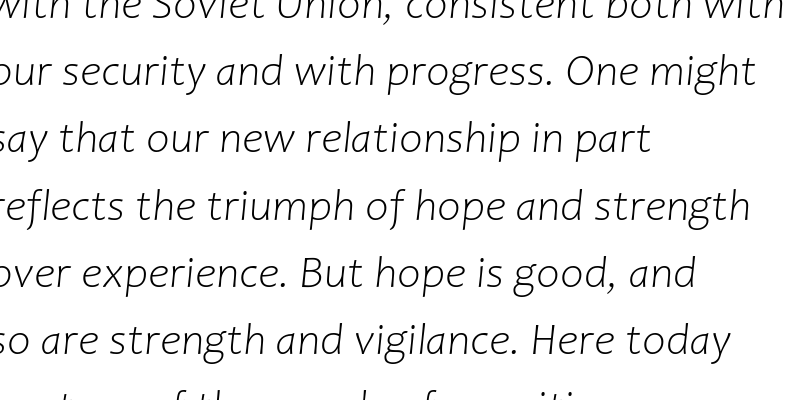 with the Soviet Union, consistent both with
our security and with progress. One might
say that our new relationship in part
reflects the triumph of hope and strength
over experience. But hope is good, and
so are strength and vigilance. Here today